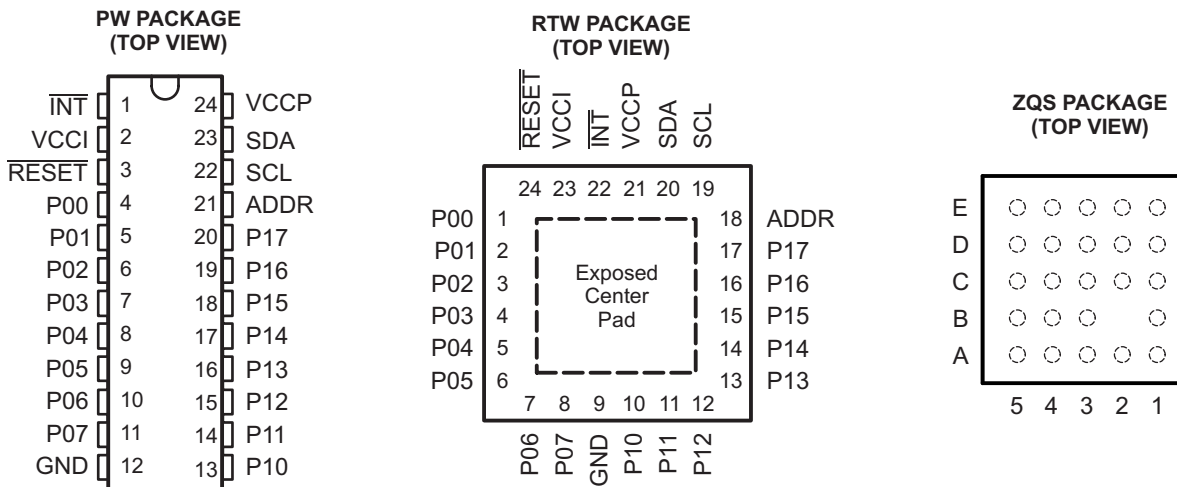 PW PACKAGE
(TOP VIEW)
INT 1 24 VCCP
VCCI 2 23 SDA
RESET 3 22 SCL
P00 4 21 ADDR
P01 5 20 P17
P02 6 19 P16
P03 7 18 P15
P04 8 17 P14
P05 9 16 P13
P06 10 15 P12
P07 11 14 P11
GND 12 13 P10
RTW PACKAGE
(TOP VIEW)
RESET VCCI INT VCCP SDA SCL
24 23 22 21 20 19
P00 1 18 ADDR
P01 2 17 P17
P02 3 16 P16
P03 4 15 P15
P04 5 14 P14
P05 6 13 P13
Exposed
Center
Pad
7 8 9 10 11 12
P06 P07 GND P10 P11 P12
ZQS PACKAGE
(TOP VIEW)
E
D
C
B
A
5 4 3 2 1